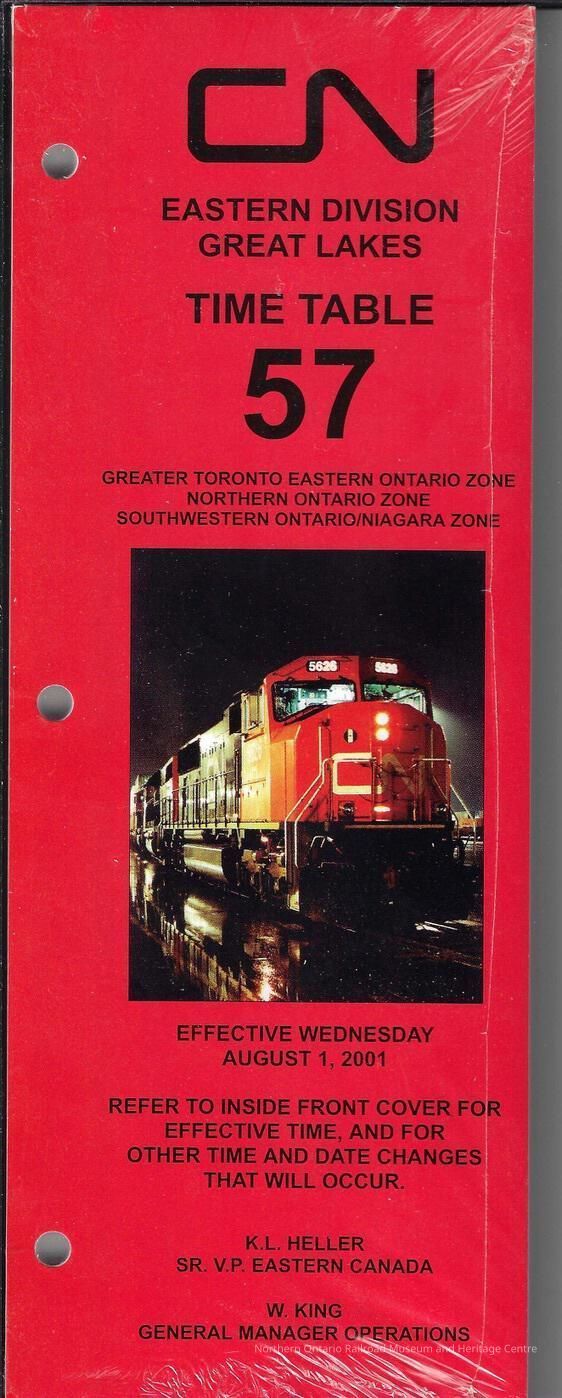 CN
EASTERN DIVISION
GREAT LAKES
TIME TABLE
57
GREATER TORONTO EASTERN ONTARIO ZONE
NORTHERN ONTARIO ZONE
SOUTHWESTERN ONTARIO/NIAGARA ZONE
5626 5626
CN
EFFECTIVE WEDNESDAY
AUGUST 1, 2001
REFER TO INSIDE FRONT COVER FOR
EFFECTIVE TIME, AND FOR
OTHER TIME AND DATE CHANGES
THAT WILL OCCUR.
K.L. HELLER
SR. V.P. EASTERN CANADA
W. KING
GENERAL MANAGER OPERATIONS
Northern Ontario Railroad Museum and Heritage Centre